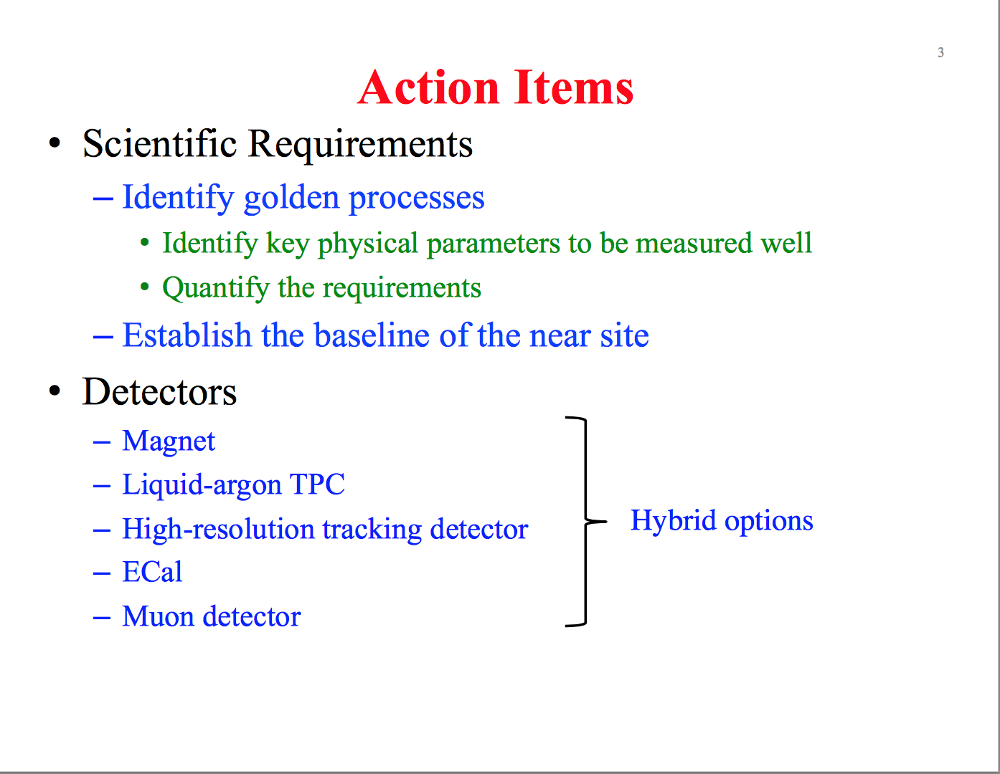 3
Action Items
• Scientific Requirements
– Identify golden processes
• Identify key physical parameters to be measured well
• Quantify the requirements
– Establish the baseline of the near site
• Detectors
– Magnet
– Liquid-argon TPC
– High-resolution tracking detector
– ECal
– Muon detector
Hybrid options